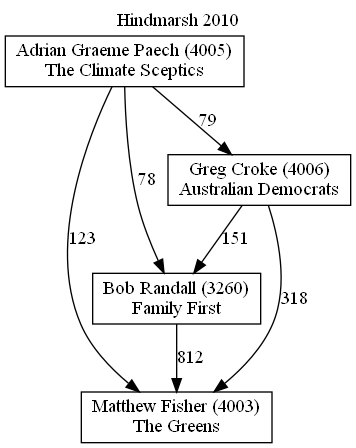 Hindmarsh 2010
Adrian Graeme Paech (4005)
The Climate Sceptics
79
Greg Croke (4006)
Australian Democrats
78
123
151
318
Bob Randall (3260)
Family First
812
Matthew Fisher (4003)
The Greens